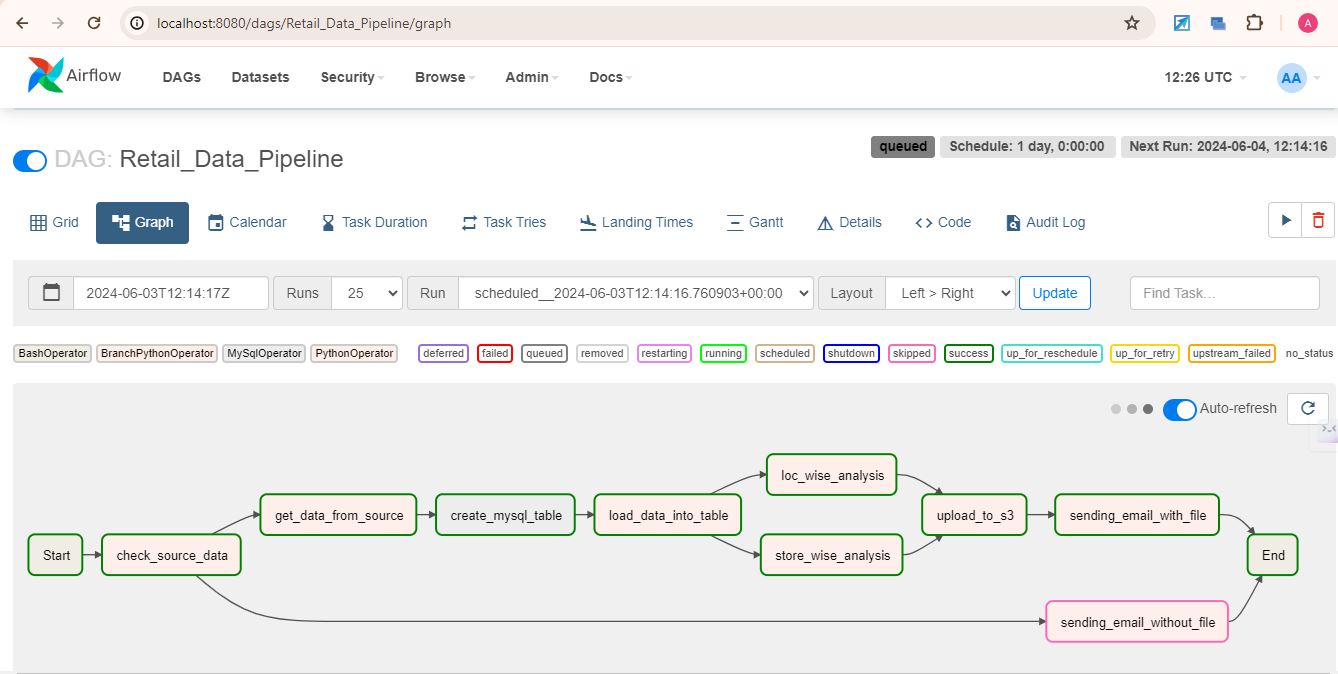 localhost:8080/dags/Retail_Data_Pipeline/graph
A
Airflow DAGs Datasets Security Browse Admin Docs 12:26 UTC AA
DAG: Retail_Data_Pipeline queued Schedule: 1 day, 0:00:00 Next Run: 2024-06-04, 12:14:16
Grid Graph Calendar Task Duration Task Tries Landing Times Gantt Details <> Code Audit Log
2024-06-03T12:14:17Z Runs 25 Run scheduled__2024-06-03T12:14:16.760903+00:00 Layout Left > Right Update Find Task...
BashOperator BranchPythonOperator MySqlOperator PythonOperator deferred failed queued removed restarting running scheduled shutdown skipped success up_for_reschedule up_for_retry upstream_failed no_status
Auto-refresh
loc_wise_analysis
get_data_from_source create_mysql_table load_data_into_table upload_to_s3 sending_email_with_file
Start check_source_data store_wise_analysis End
sending_email_without_file